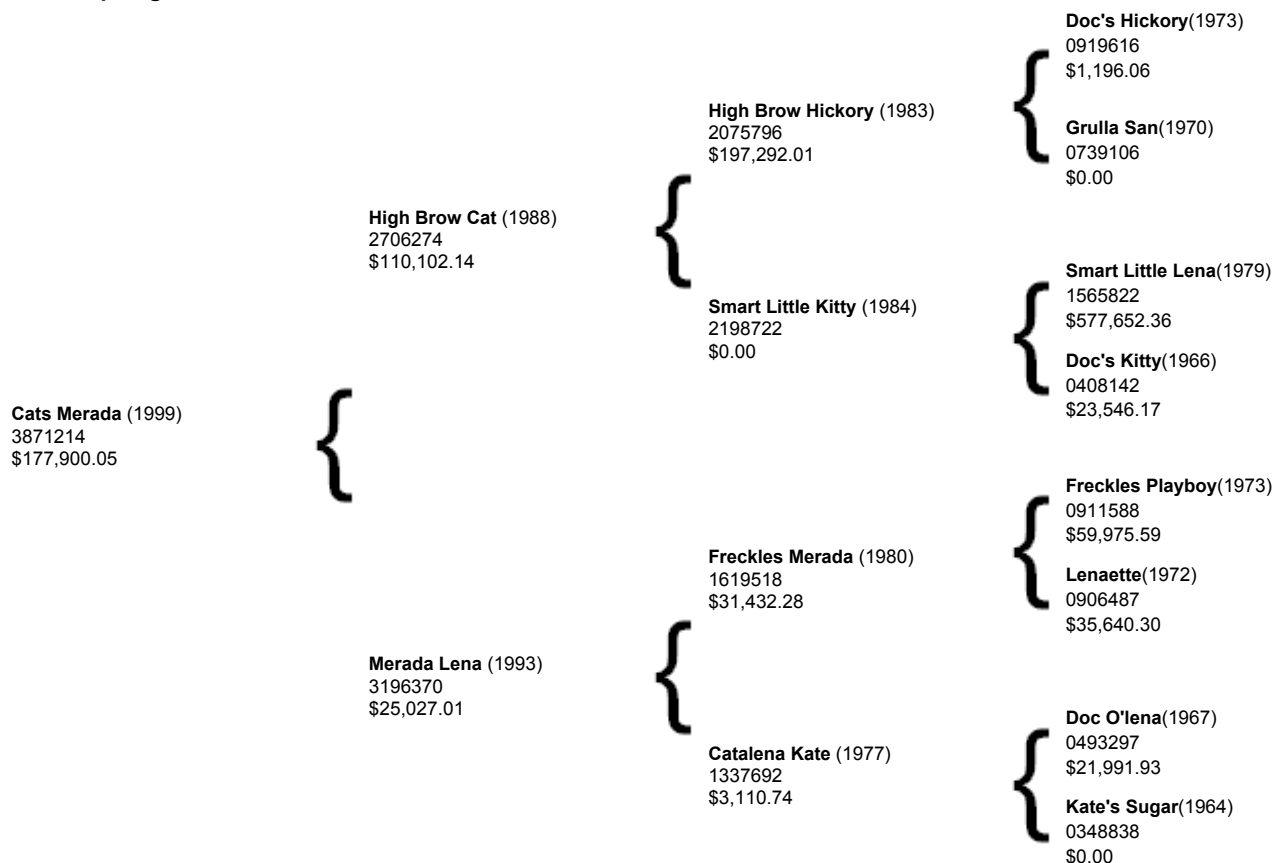 Doc's Hickory(1973)
0919616
$1,196.06
High Brow Hickory (1983)
2075796
$197,292.01
Grulla San(1970)
0739106
$0.00
High Brow Cat (1988)
2706274
$110,102.14
Smart Little Lena(1979)
1565822
$577,652.36
Smart Little Kitty (1984)
2198722
$0.00
Doc's Kitty(1966)
0408142
$23,546.17
Cats Merada (1999)
3871214
$177,900.05
Freckles Playboy(1973)
0911588
$59,975.59
Freckles Merada (1980)
1619518
$31,432.28
Lenaette(1972)
0906487
$35,640.30
Merada Lena (1993)
3196370
$25,027.01
Doc O'lena(1967)
0493297
$21,991.93
Catalena Kate (1977)
1337692
$3,110.74
Kate's Sugar(1964)
0348838
$0.00